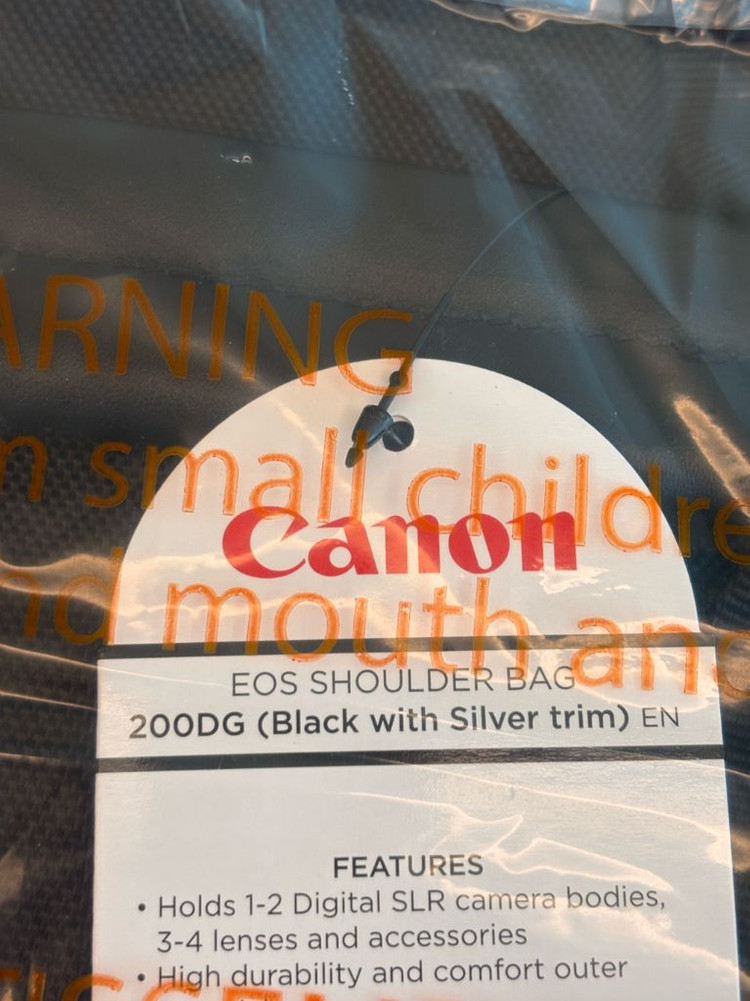 ARNING
small childre
Canon
nd mouth and
EOS SHOULDER BAG
200DG (Black with Silver trim) EN
FEATURES
• Holds 1-2 Digital SLR camera bodies,
3-4 lenses and accessories
• High durability and comfort outer